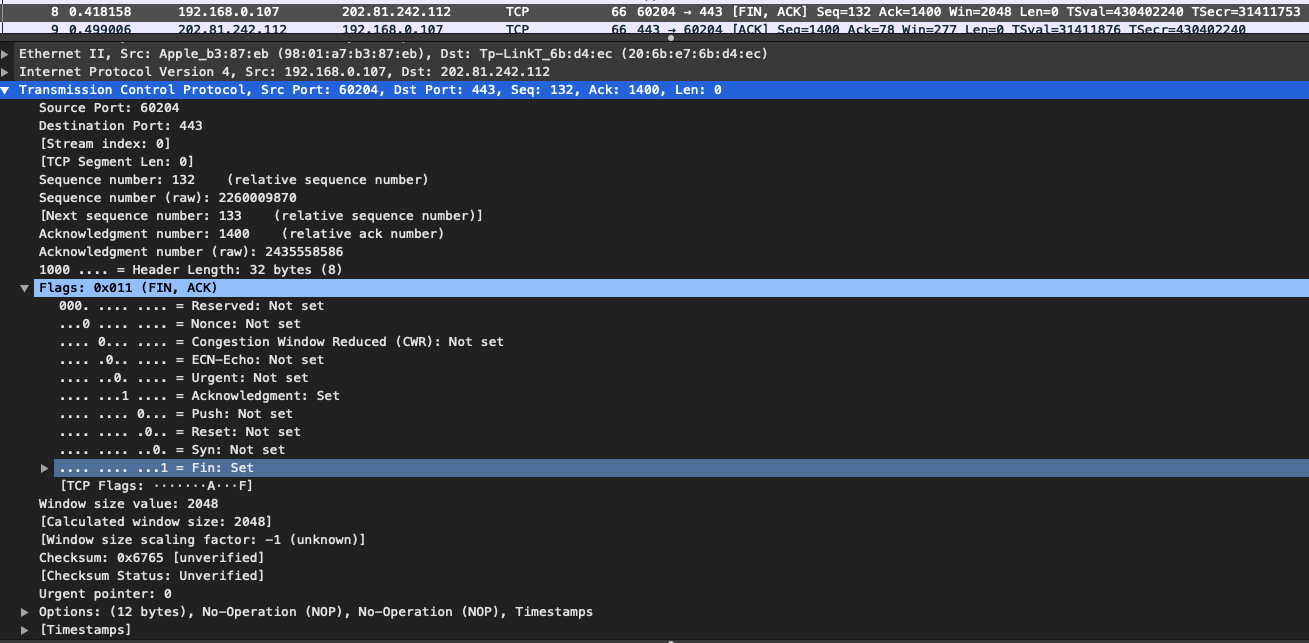 8 0.418158 192.168.0.107 202.81.242.112 TCP 66 60204 → 443 [FIN, ACK] Seq=132 Ack=1400 Win=2048 Len=0 TSval=430402240 TSecr=31411753
9 0.499006 202.81.242.112 192.168.0.107 TCP 66 443 → 60204 [ACK] Seq=1400 Ack=78 Win=277 Len=0 TSval=31411876 TSecr=430402240
Ethernet II, Src: Apple_b3:87:eb (98:01:a7:b3:87:eb), Dst: Tp-LinkT_6b:d4:ec (20:6b:e7:6b:d4:ec)
Internet Protocol Version 4, Src: 192.168.0.107, Dst: 202.81.242.112
Transmission Control Protocol, Src Port: 60204, Dst Port: 443, Seq: 132, Ack: 1400, Len: 0
Source Port: 60204
Destination Port: 443
[Stream index: 0]
[TCP Segment Len: 0]
Sequence number: 132 (relative sequence number)
Sequence number (raw): 2260009870
[Next sequence number: 133 (relative sequence number)]
Acknowledgment number: 1400 (relative ack number)
Acknowledgment number (raw): 2435558586
1000 .... = Header Length: 32 bytes (8)
Flags: 0x011 (FIN, ACK)
000. .... .... = Reserved: Not set
...0 .... .... = Nonce: Not set
.... 0... .... = Congestion Window Reduced (CWR): Not set
.... .0.. .... = ECN-Echo: Not set
.... ..0. .... = Urgent: Not set
.... ...1 .... = Acknowledgment: Set
.... .... 0... = Push: Not set
.... .... .0.. = Reset: Not set
.... .... ..0. = Syn: Not set
.... .... ...1 = Fin: Set
[TCP Flags: ·······A···F]
Window size value: 2048
[Calculated window size: 2048]
[Window size scaling factor: -1 (unknown)]
Checksum: 0x6765 [unverified]
[Checksum Status: Unverified]
Urgent pointer: 0
Options: (12 bytes), No-Operation (NOP), No-Operation (NOP), Timestamps
[Timestamps]